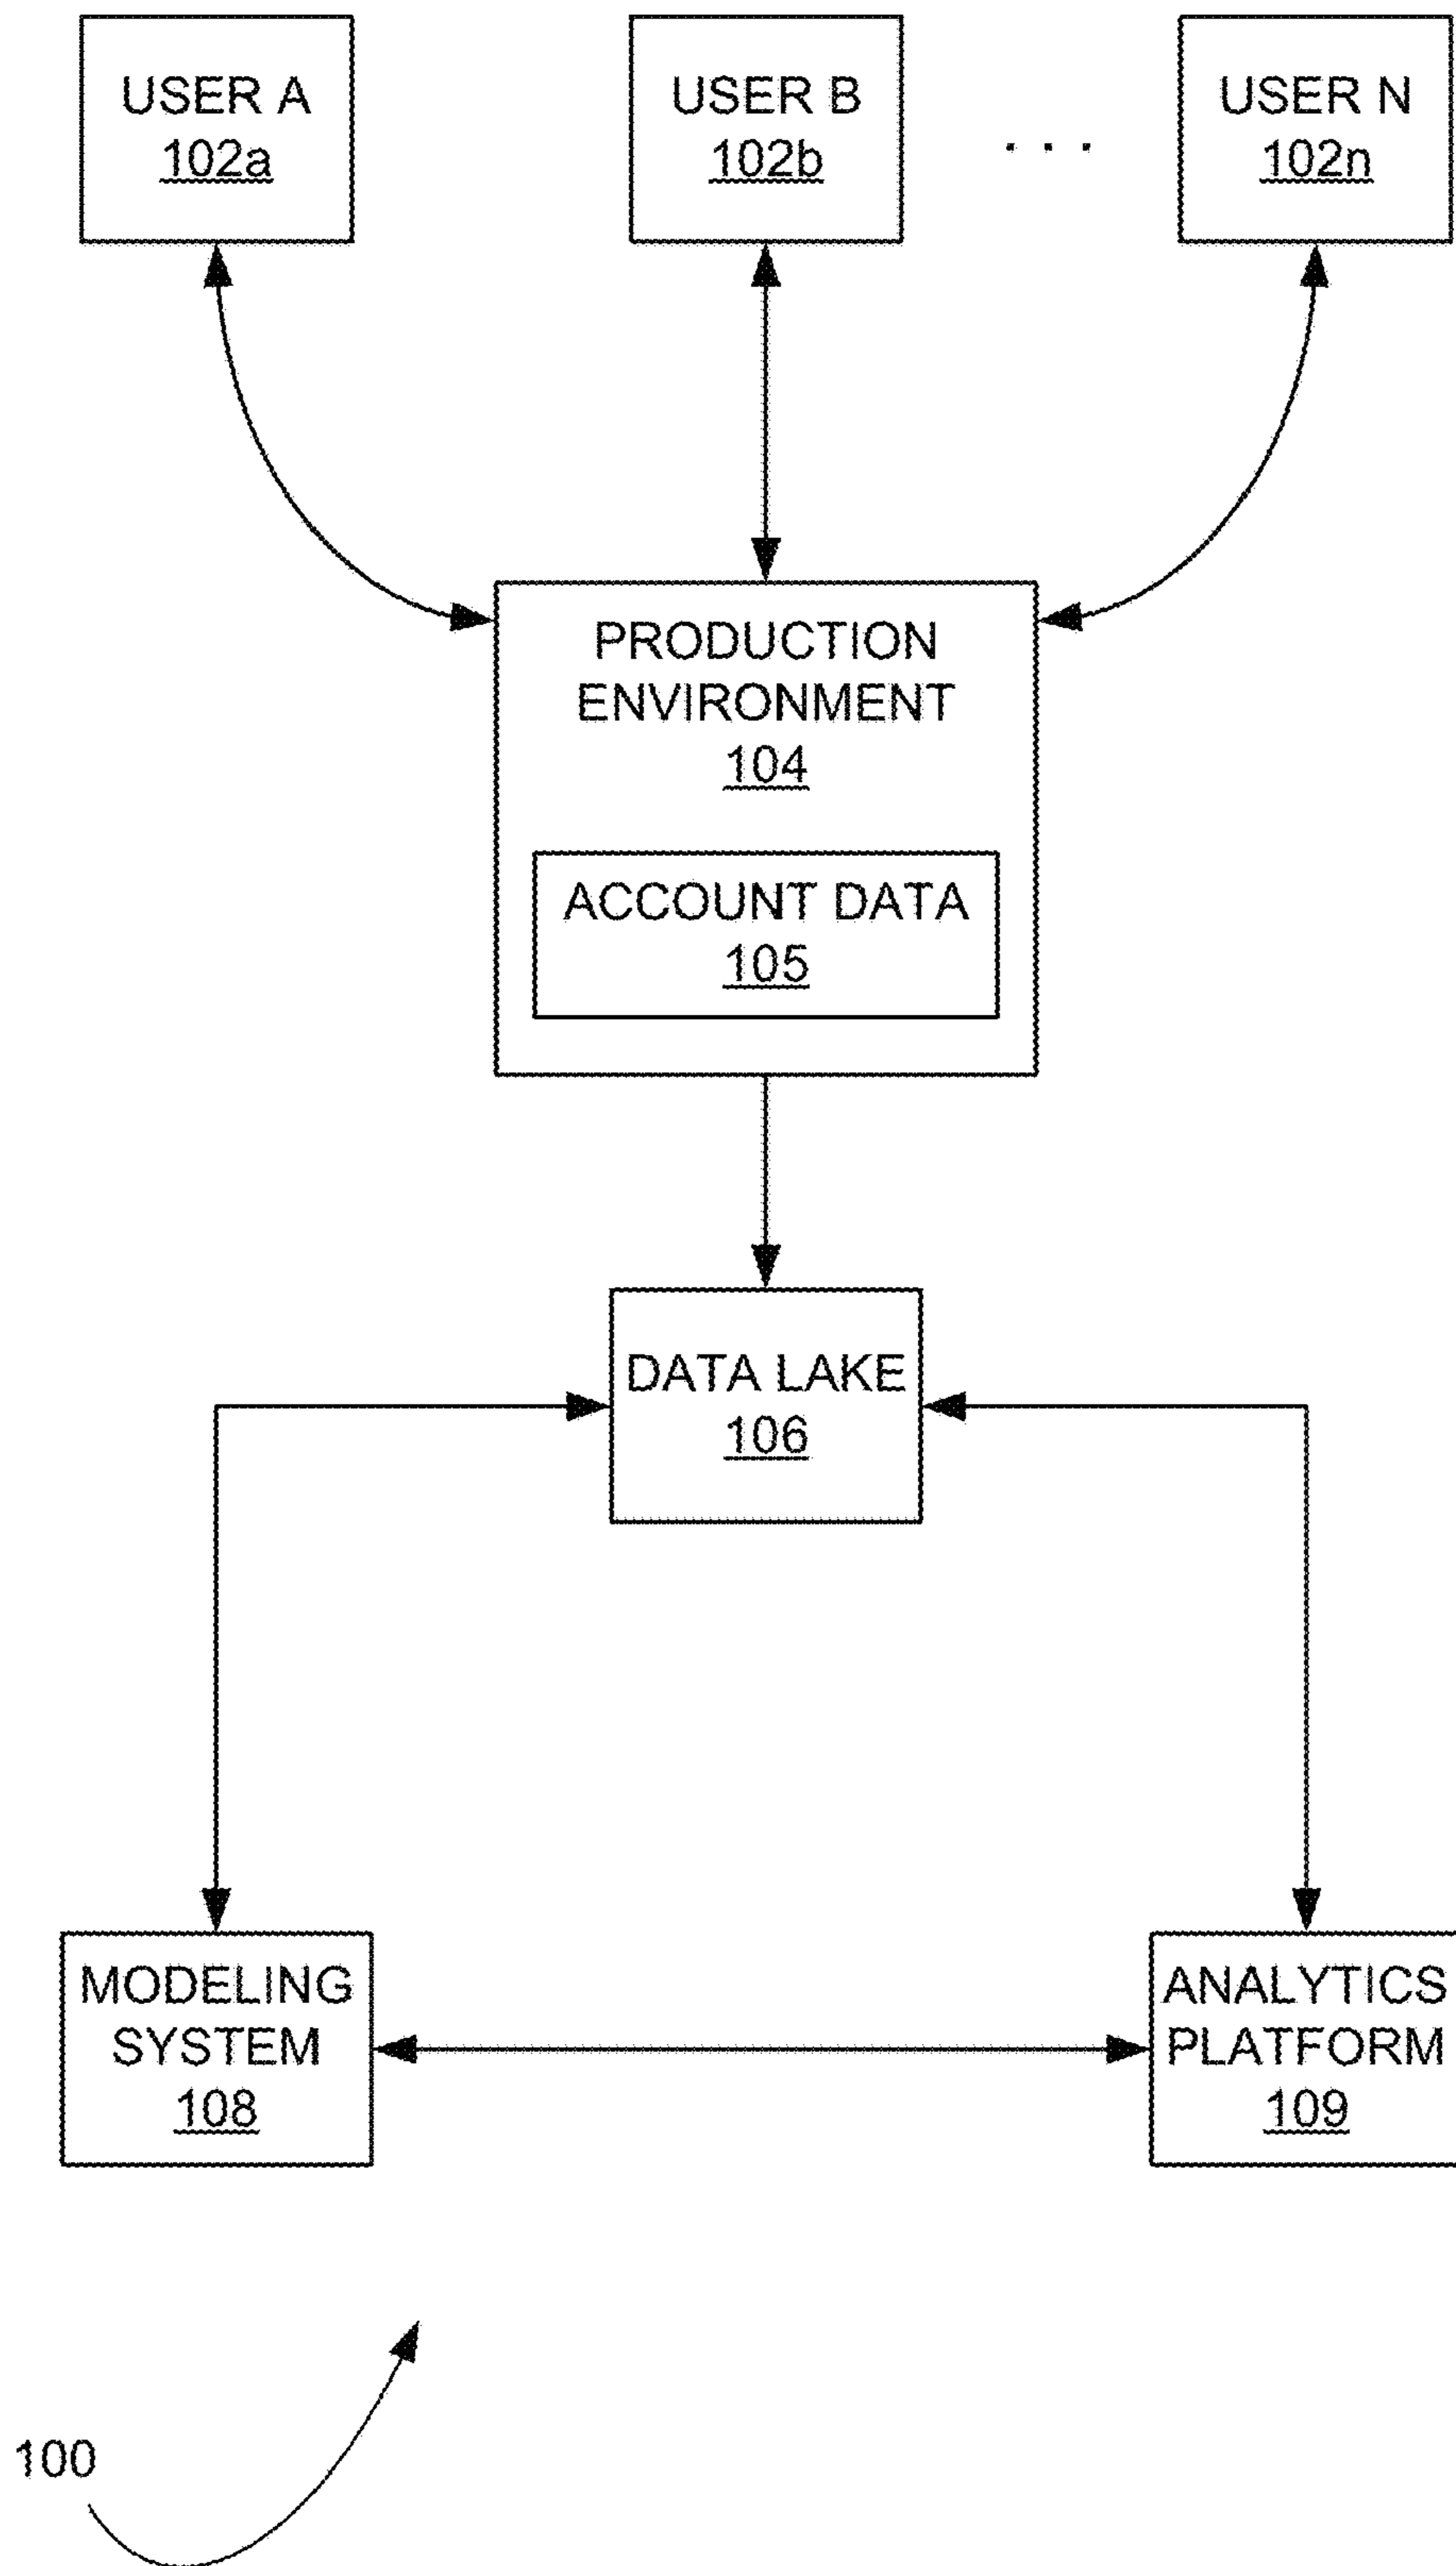 USER A
102a
USER B
102b
. . .
USER N
102n
PRODUCTION
ENVIRONMENT
104
ACCOUNT DATA
105
DATA LAKE
106
MODELING
SYSTEM
108
ANALYTICS
PLATFORM
109
100